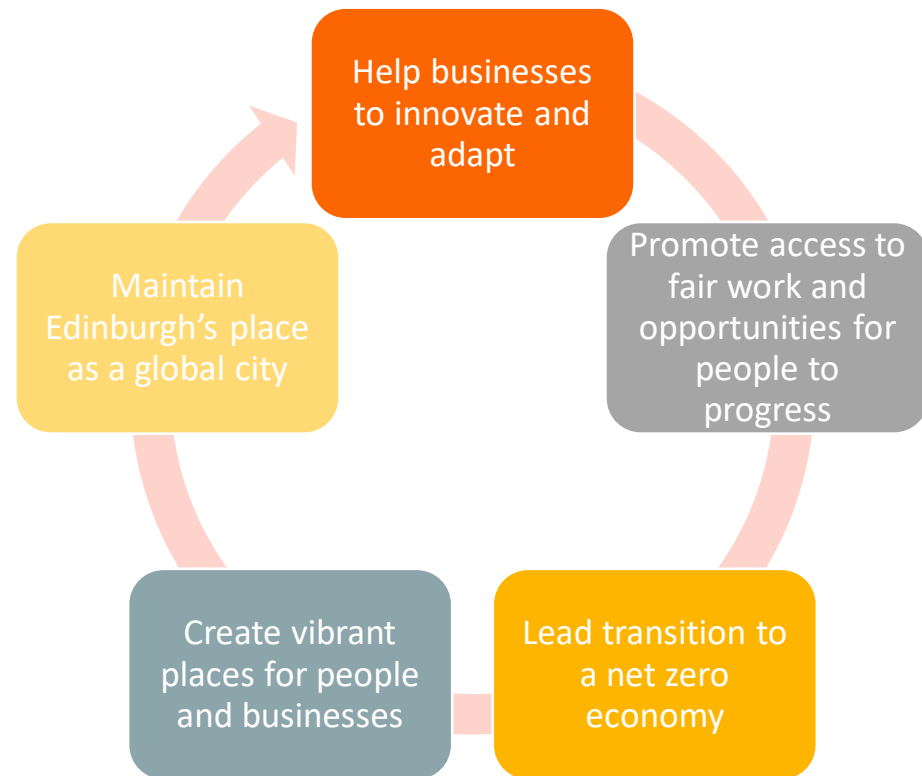 Help businesses
to innovate and
adapt
Promote access to
fair work and
opportunities for
people to
progress
Lead transition to
a net zero
economy
Create vibrant
places for people
and businesses
Maintain
Edinburgh’s place
as a global city